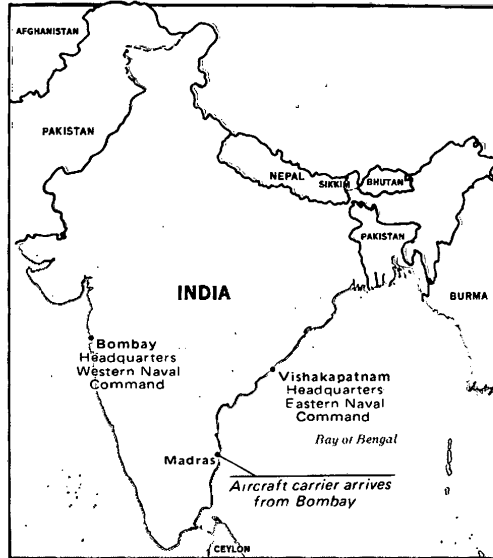 AFGHANISTAN
PAKISTAN
NEPAL
SIKKIM
BHUTAN
PAKISTAN
INDIA
BURMA
Bombay
Headquarters
Western Naval
Command
Vishakapatnam
Headquarters
Eastern Naval
Command
Bay of Bengal
Madras
Aircraft carrier arrives
from Bombay
CEYLON